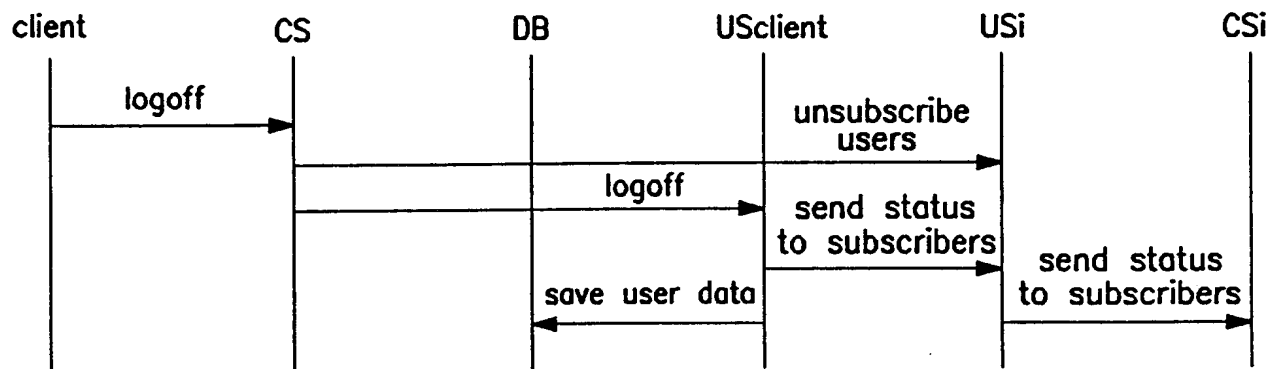 client CS DB USclient USi CSi
logoff
unsubscribe
users
logoff
send status
to subscribers
send status
to subscribers
save user data